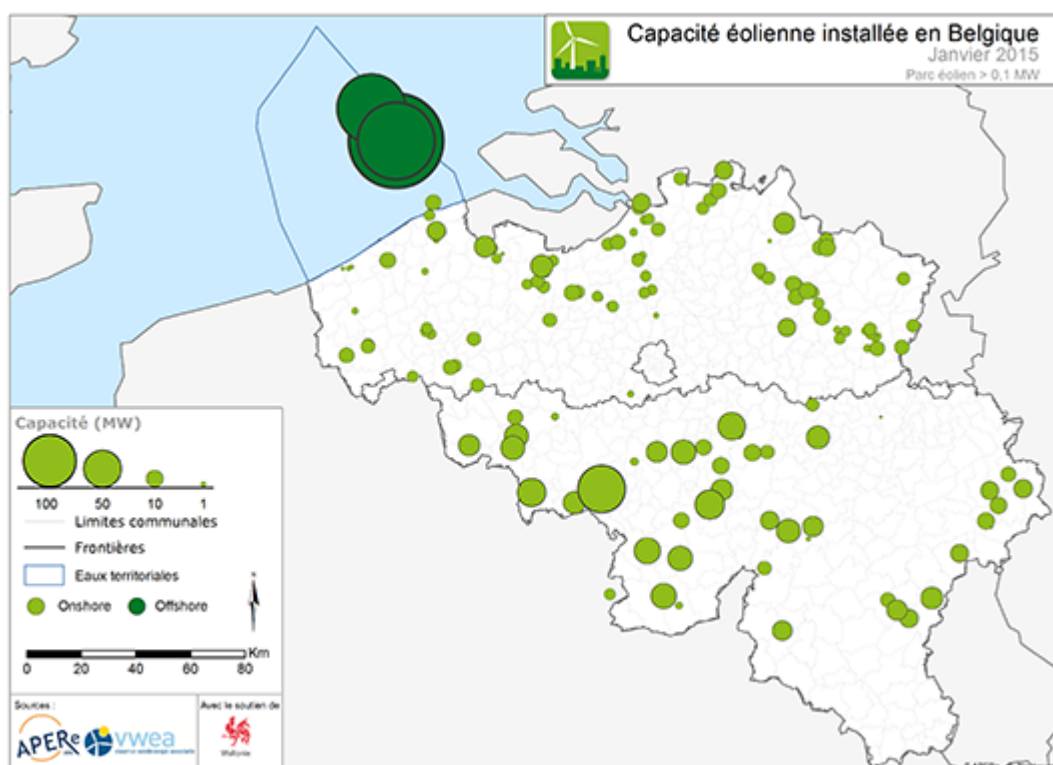 Capacité éolienne installée en Belgique
Janvier 2015
Parc éolien > 0,1 MW
Capacité (MW)
100 50 10 1
Limites communales
Frontières
Eaux territoriales
Onshore Offshore
0 20 40 60 80 Km
Sources :
APERe
vwea
Avec le soutien de
Wallonie